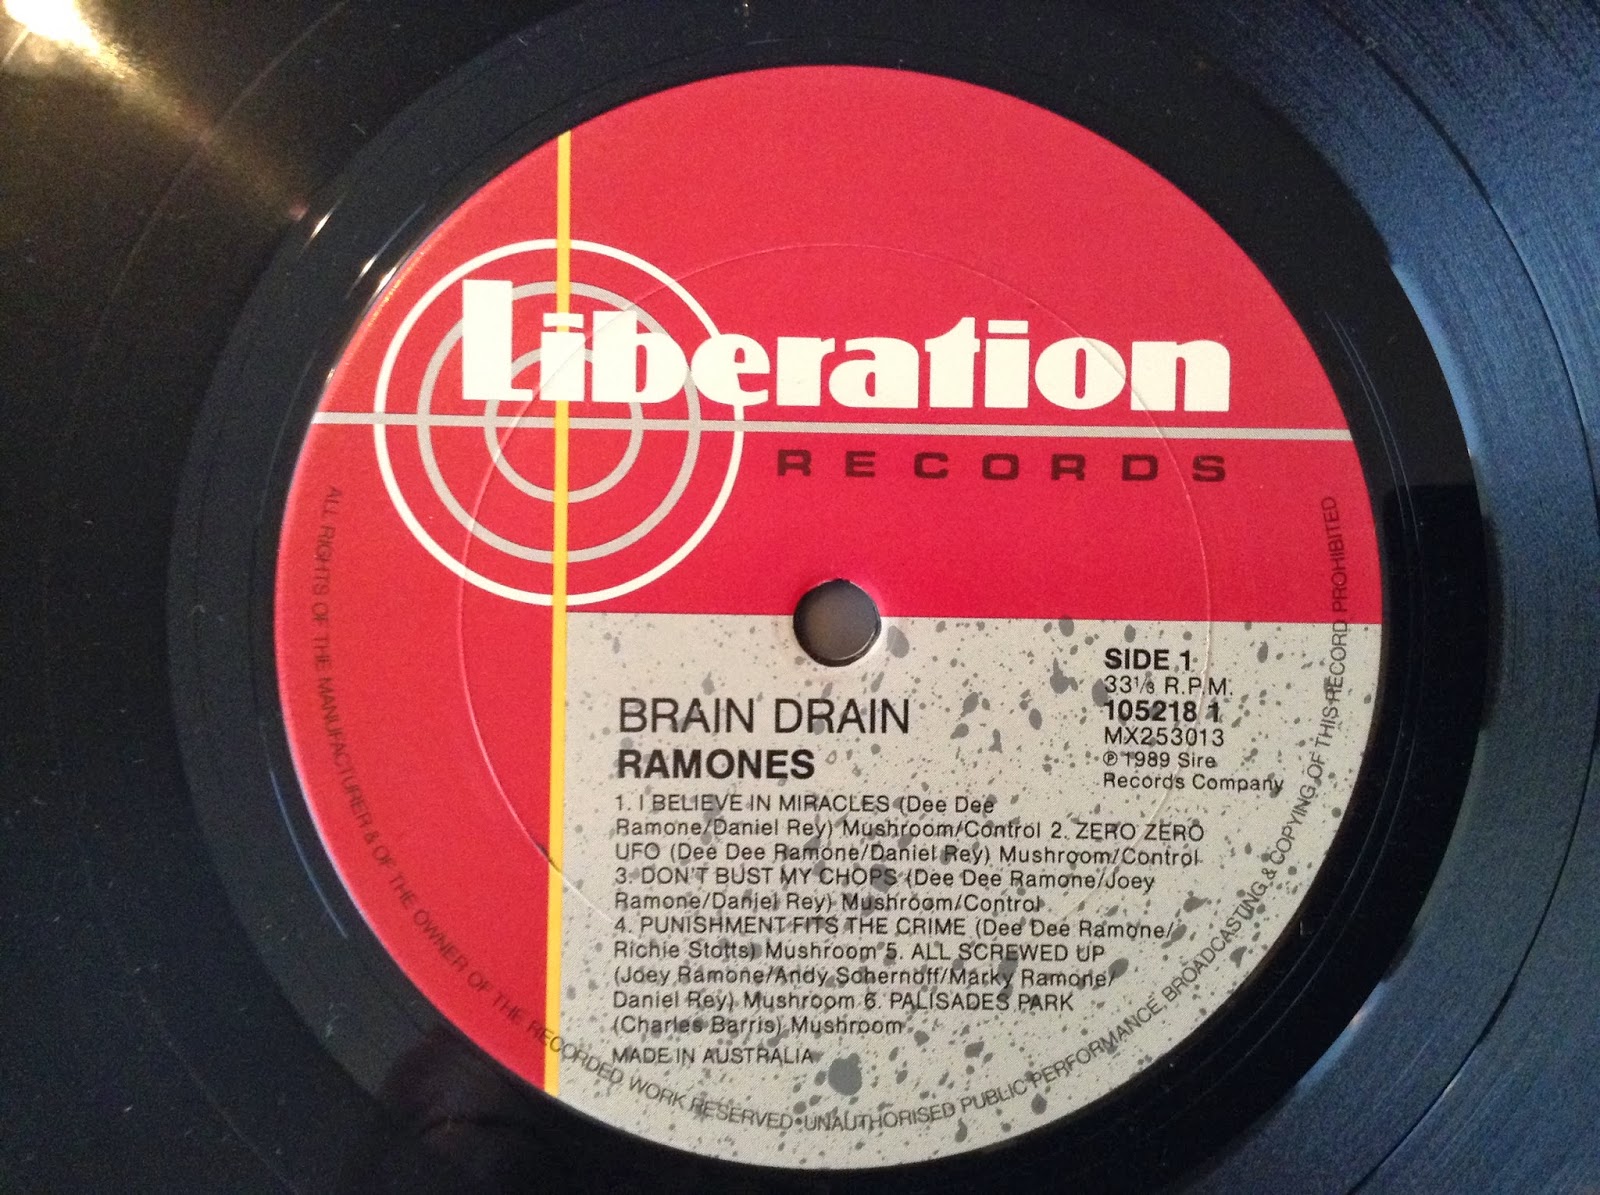 Liberation
RECORDS
SIDE 1
33⅓ R.P.M.
105218 1
MX253013
℗ 1989 Sire
Records Company
BRAIN DRAIN
RAMONES
1. I BELIEVE IN MIRACLES (Dee Dee
Ramone/Daniel Rey) Mushroom/Control 2. ZERO ZERO
UFO (Dee Dee Ramone/Daniel Rey) Mushroom/Control
3. DON'T BUST MY CHOPS (Dee Dee Ramone/Joey
Ramone/Daniel Rey) Mushroom/Control
4. PUNISHMENT FITS THE CRIME (Dee Dee Ramone/
Richie Stotts) Mushroom 5. ALL SCREWED UP
(Joey Ramone/Andy Schernoff/Marky Ramone/
Daniel Rey) Mushroom 6. PALISADES PARK
(Charles Barris) Mushroom
MADE IN AUSTRALIA
ALL RIGHTS OF THE MANUFACTURER & OF THE OWNER OF THE RECORDED WORK RESERVED•UNAUTHORISED PUBLIC PERFORMANCE, BROADCASTING & COPYING OF THIS RECORD PROHIBITED